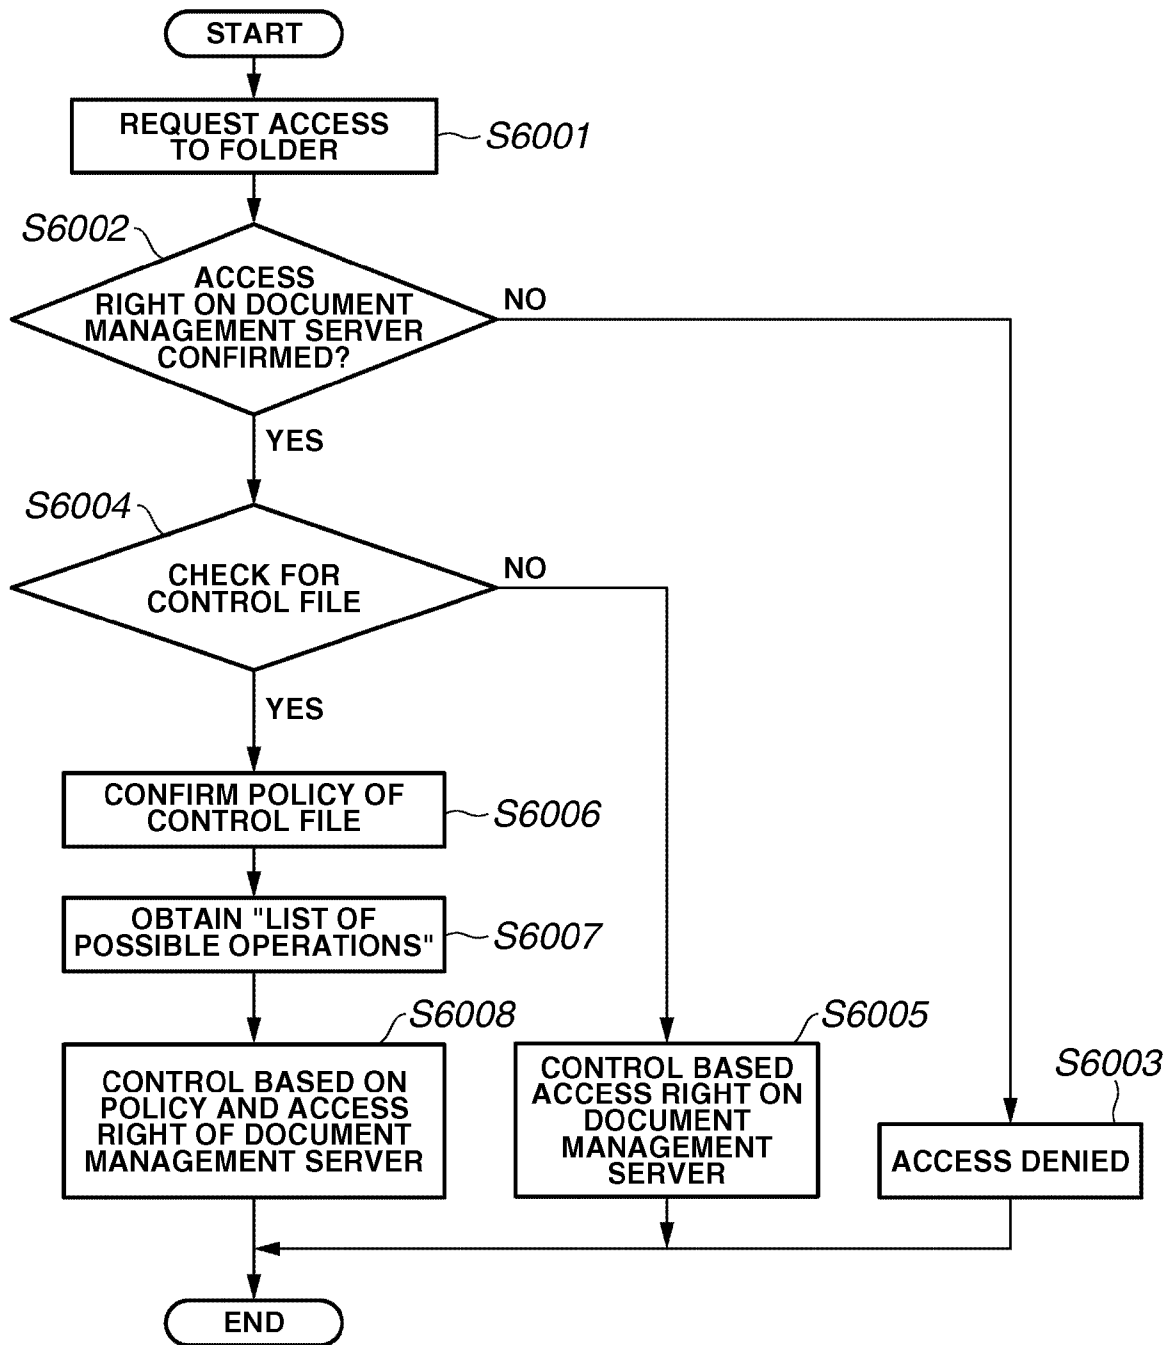 START
REQUEST ACCESS
TO FOLDER
S6001
S6002
ACCESS
RIGHT ON DOCUMENT
MANAGEMENT SERVER
CONFIRMED?
NO
YES
S6004
CHECK FOR
CONTROL FILE
NO
YES
CONFIRM POLICY OF
CONTROL FILE
S6006
OBTAIN "LIST OF
POSSIBLE OPERATIONS"
S6007
S6008
CONTROL BASED ON
POLICY AND ACCESS
RIGHT OF DOCUMENT
MANAGEMENT SERVER
S6005
CONTROL BASED
ACCESS RIGHT ON
DOCUMENT
MANAGEMENT
SERVER
S6003
ACCESS DENIED
END